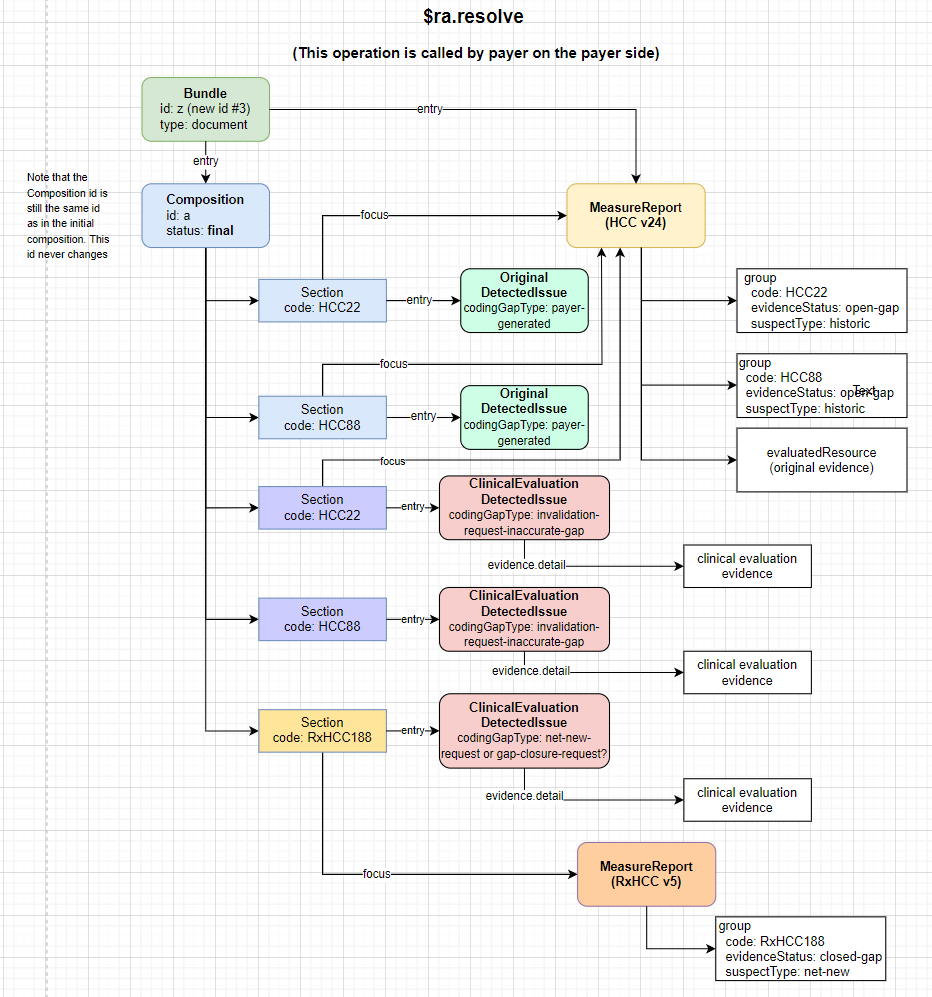 $ra.resolve
(This operation is called by payer on the payer side)
Bundle
id: z (new id #3)
type: document
entry
entry
Note that the
Composition id is
still the same id
as in the initial
composition. This
id never changes
Composition
id: a
status: final
MeasureReport
(HCC v24)
focus
Section
code: HCC22
entry
Original
DetectedIssue
codingGapType: payer-
generated
group
code: HCC22
evidenceStatus: open-gap
suspectType: historic
focus
Section
code: HCC88
entry
Original
DetectedIssue
codingGapType: payer-
generated
group
code: HCC88
evidenceStatus: open-gap
Text
suspectType: historic
evaluatedResource
(original evidence)
focus
Section
code: HCC22
entry
ClinicalEvaluation
DetectedIssue
codingGapType: invalidation-
request-inaccurate-gap
evidence.detail
clinical evaluation
evidence
Section
code: HCC88
entry
ClinicalEvaluation
DetectedIssue
codingGapType: invalidation-
request-inaccurate-gap
evidence.detail
clinical evaluation
evidence
Section
code: RxHCC188
entry
ClinicalEvaluation
DetectedIssue
codingGapType: net-new-
request or gap-closure-request?
evidence.detail
clinical evaluation
evidence
focus
MeasureReport
(RxHCC v5)
group
code: RxHCC188
evidenceStatus: closed-gap
suspectType: net-new